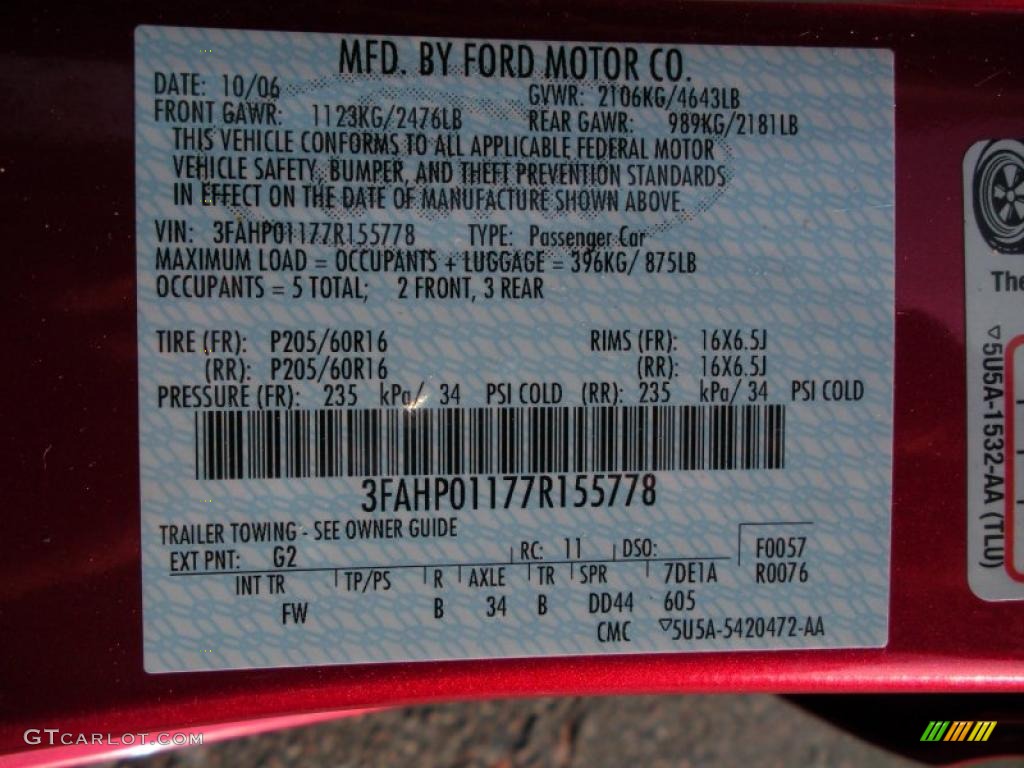 MFD. BY FORD MOTOR CO.
DATE: 10/06 GVWR: 2106KG/4643LB
FRONT GAWR: 1123KG/2476LB REAR GAWR: 989KG/2181LB
THIS VEHICLE CONFORMS TO ALL APPLICABLE FEDERAL MOTOR
VEHICLE SAFETY, BUMPER, AND THEFT PREVENTION STANDARDS
IN EFFECT ON THE DATE OF MANUFACTURE SHOWN ABOVE.
VIN: 3FAHP01177R155778 TYPE: Passenger Car
MAXIMUM LOAD = OCCUPANTS + LUGGAGE = 396KG/ 875LB
OCCUPANTS = 5 TOTAL; 2 FRONT, 3 REAR
TIRE (FR): P205/60R16 RIMS (FR): 16X6.5J
(RR): P205/60R16 (RR): 16X6.5J
PRESSURE (FR): 235 kPa/ 34 PSI COLD (RR): 235 kPa/ 34 PSI COLD
3FAHP01177R155778
TRAILER TOWING - SEE OWNER GUIDE
EXT PNT: G2 RC: 11 DSO: F0057
INT TR TP/PS R AXLE TR SPR 7DE1A R0076
FW B 34 B DD44 605
CMC ▽5U5A-5420472-AA
The
▽5U5A-1532-AA (TLU)
GTCARLOT.COM